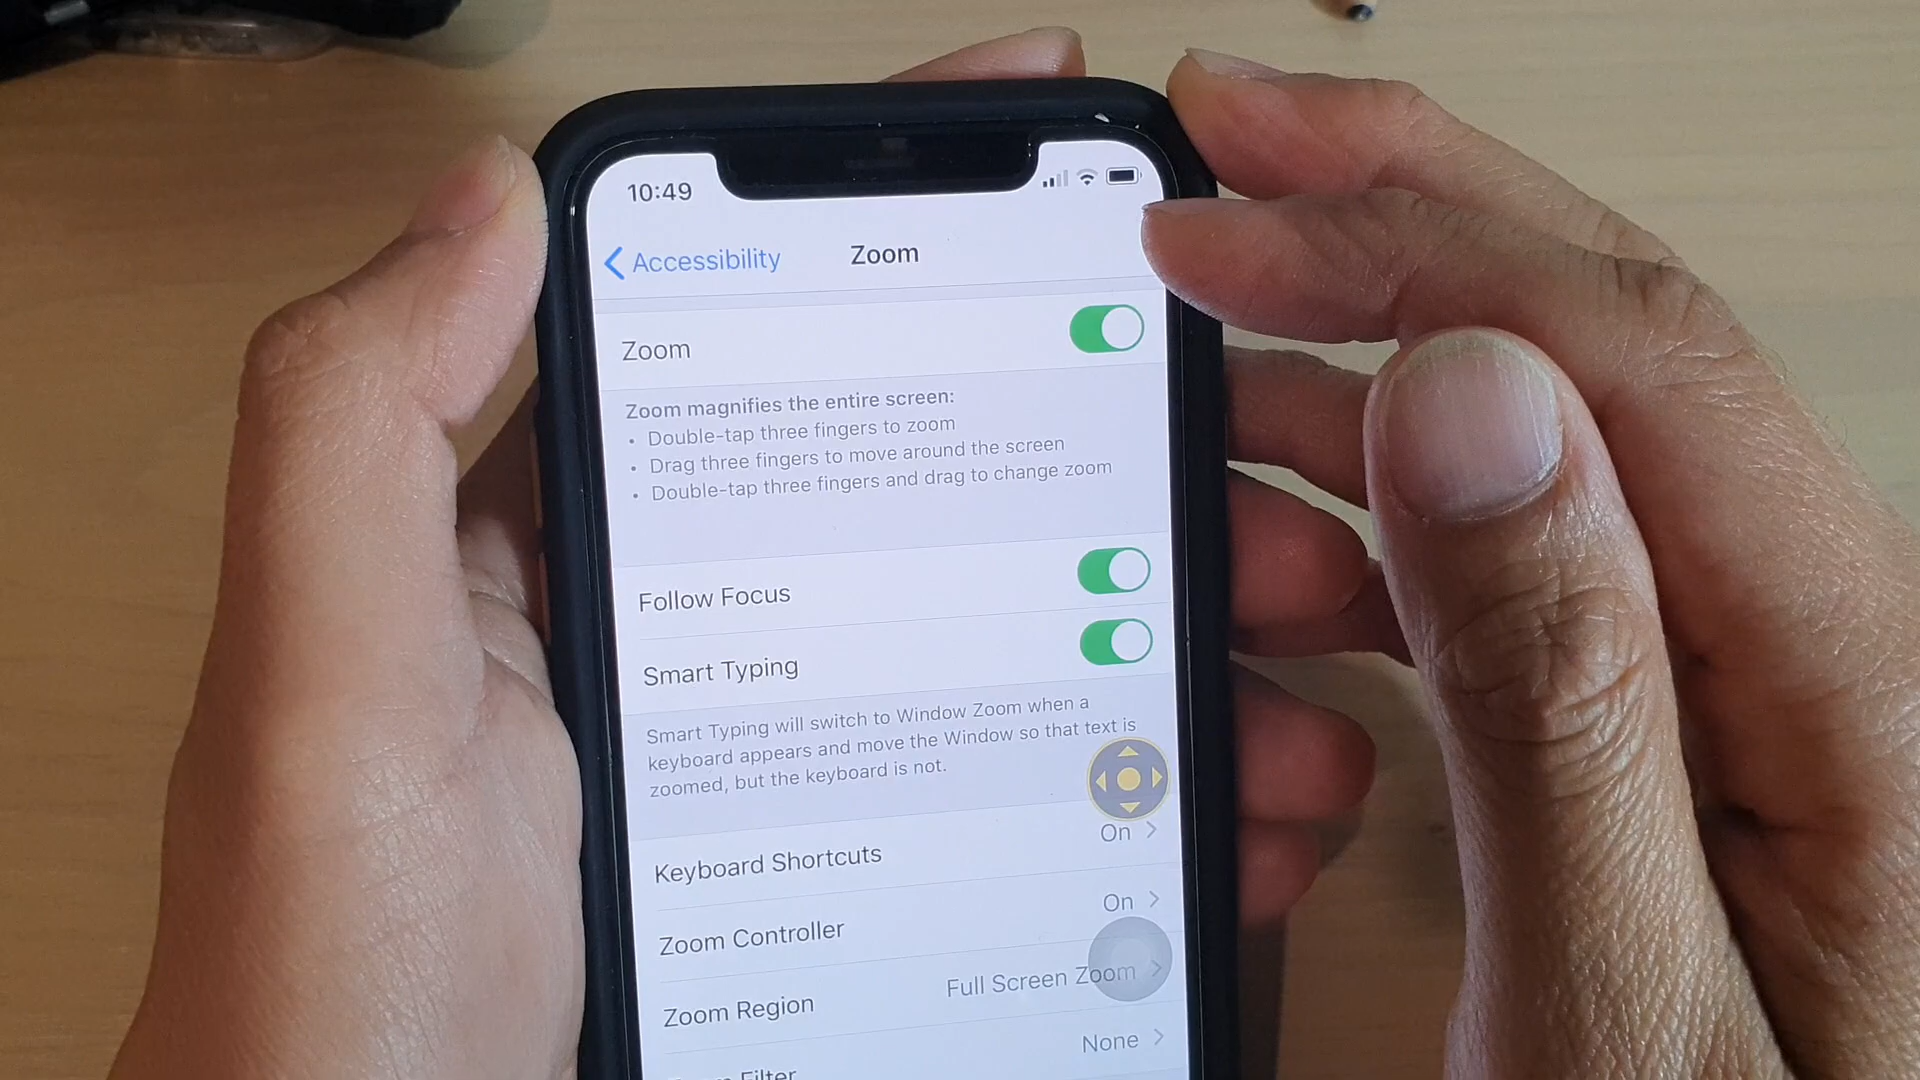 10:49
Accessibility
Zoom
Zoom
Zoom magnifies the entire screen:
• Double-tap three fingers to zoom
• Drag three fingers to move around the screen
• Double-tap three fingers and drag to change zoom
Follow Focus
Smart Typing
Smart Typing will switch to Window Zoom when a
keyboard appears and move the Window so that text is
zoomed, but the keyboard is not.
Keyboard Shortcuts On
Zoom Controller On
Zoom Region Full Screen Zoom
Filter None